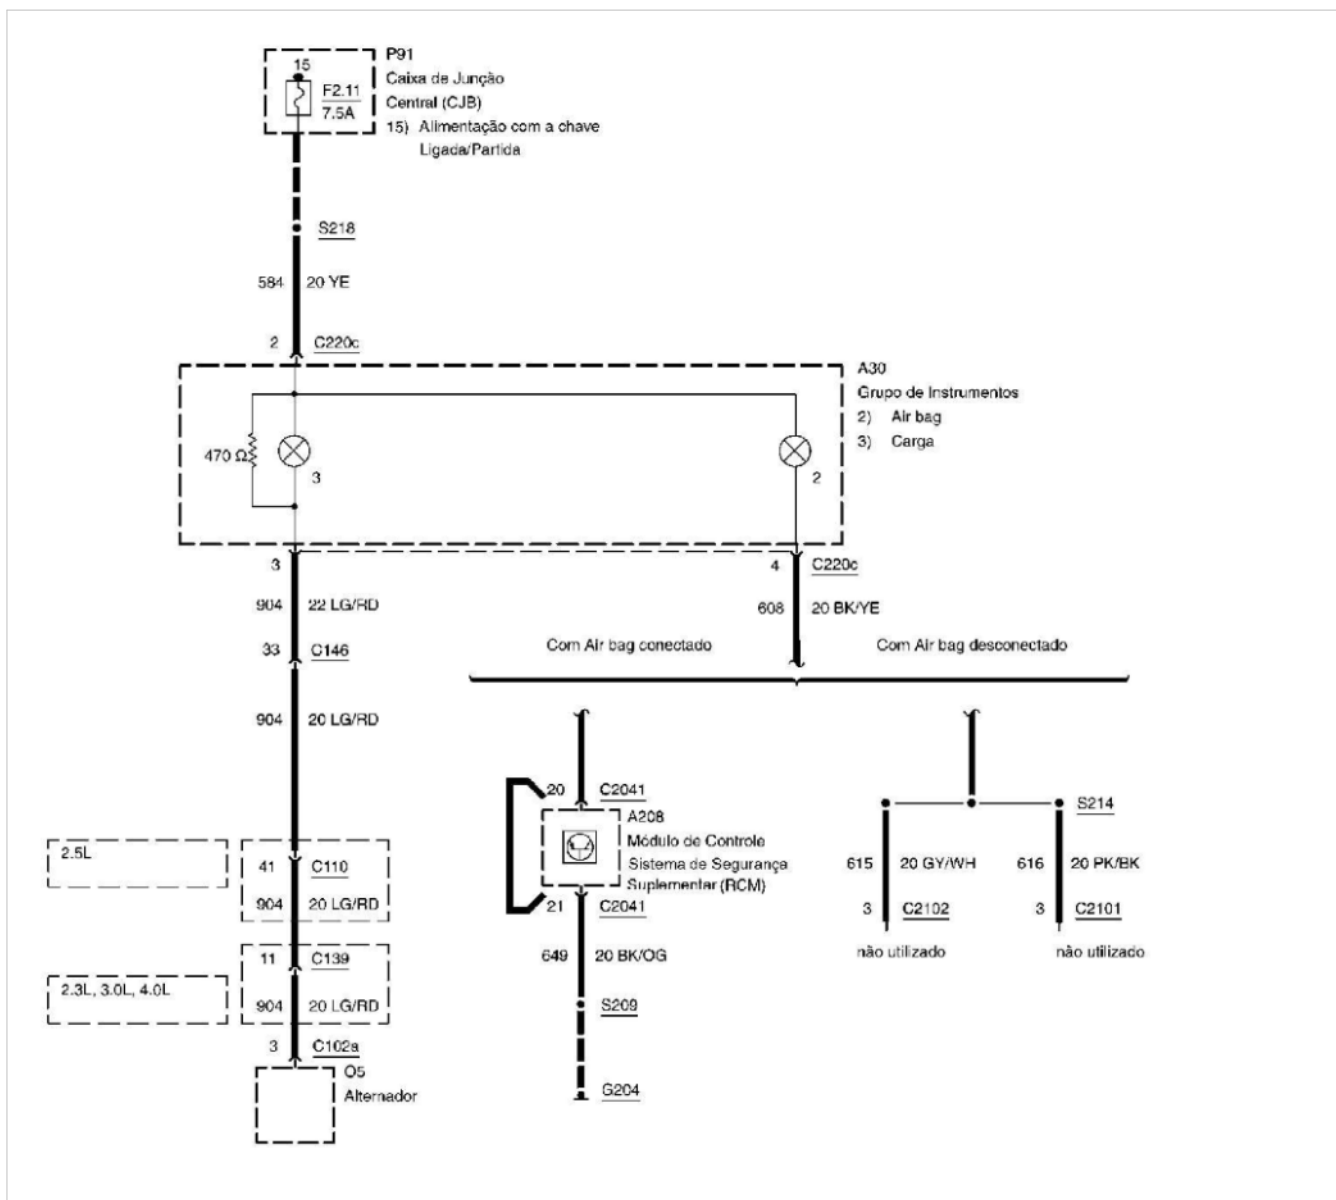 P91
15
Caixa de Junção
F2.11
Central (CJB)
7.5A
15) Alimentação com a chave
Ligada/Partida
S218
584 20 YE
2 C220c
A30
Grupo de Instrumentos
2) Air bag
3) Carga
470 Ω
3
2
3
4 C220c
904 22 LG/RD
608 20 BK/YE
33 C146
Com Air bag conectado
Com Air bag desconectado
904 20 LG/RD
20 C2041
A208
Módulo de Controle
Sistema de Segurança
Suplementar (RCM)
21 C2041
S214
615 20 GY/WH
616 20 PK/BK
3 C2102
3 C2101
não utilizado
não utilizado
2.5L
41 C110
904 20 LG/RD
649 20 BK/OG
11 C139
2.3L, 3.0L, 4.0L
904 20 LG/RD
S209
3 C102a
O5
Alternador
G204